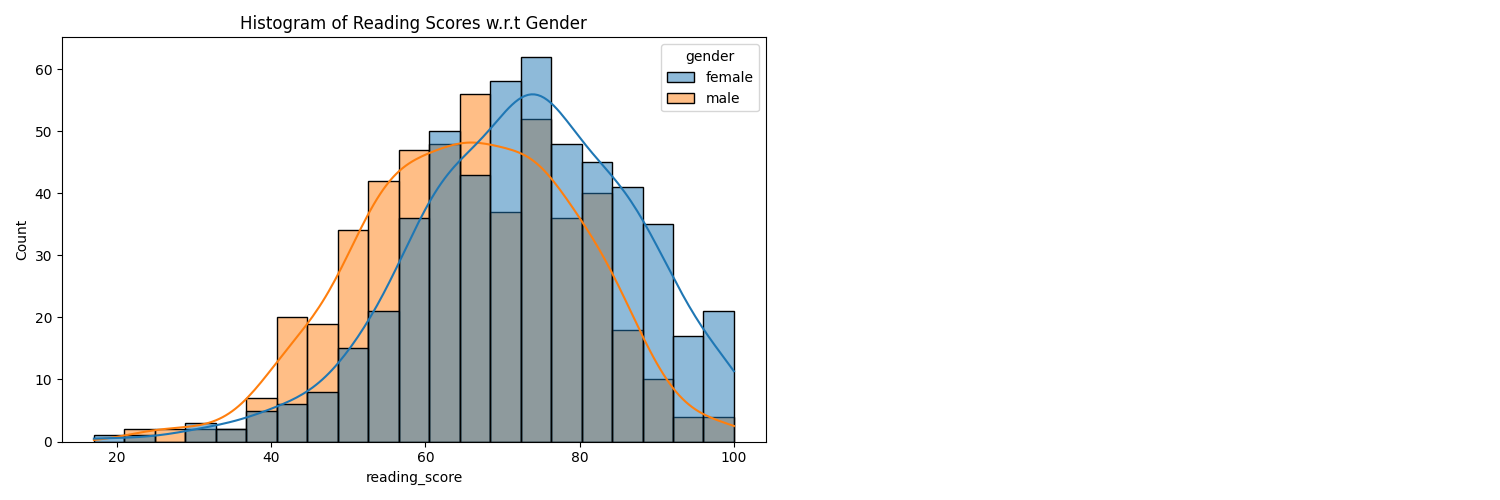 Histogram of Reading Scores w.r.t Gender
gender
female
male
Count
60
50
40
30
20
10
0
20 40 60 80 100
reading_score